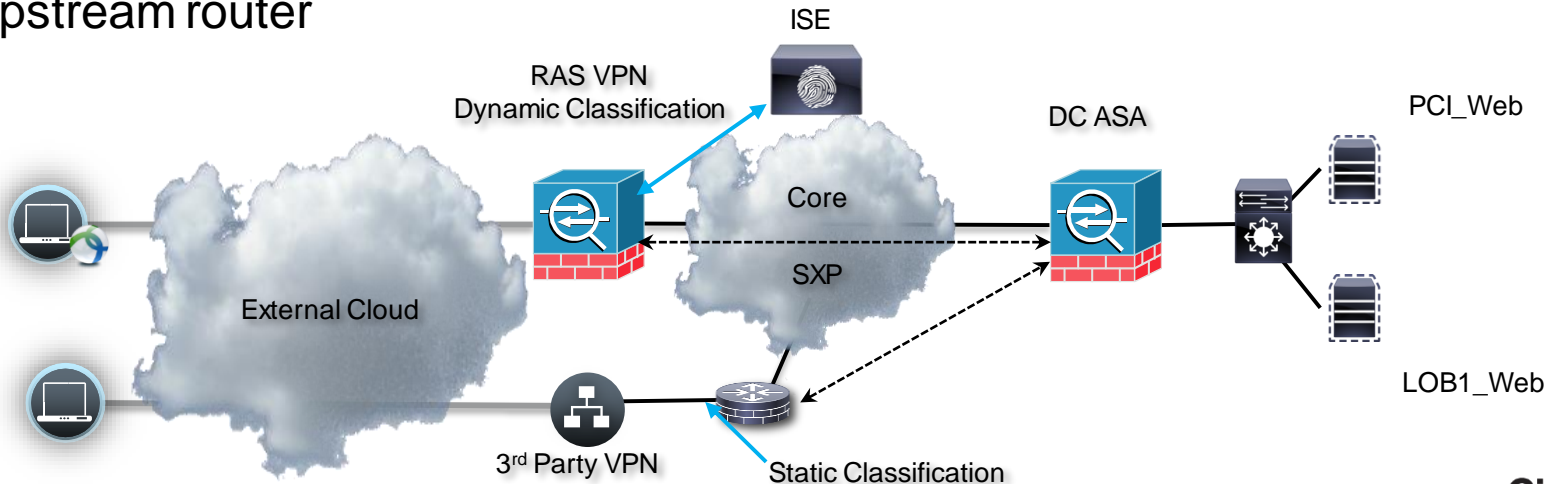 pstream router
ISE
RAS VPN
Dynamic Classification
DC ASA
PCI_Web
Core
SXP
External Cloud
LOB1_Web
3rd Party VPN
Static Classification